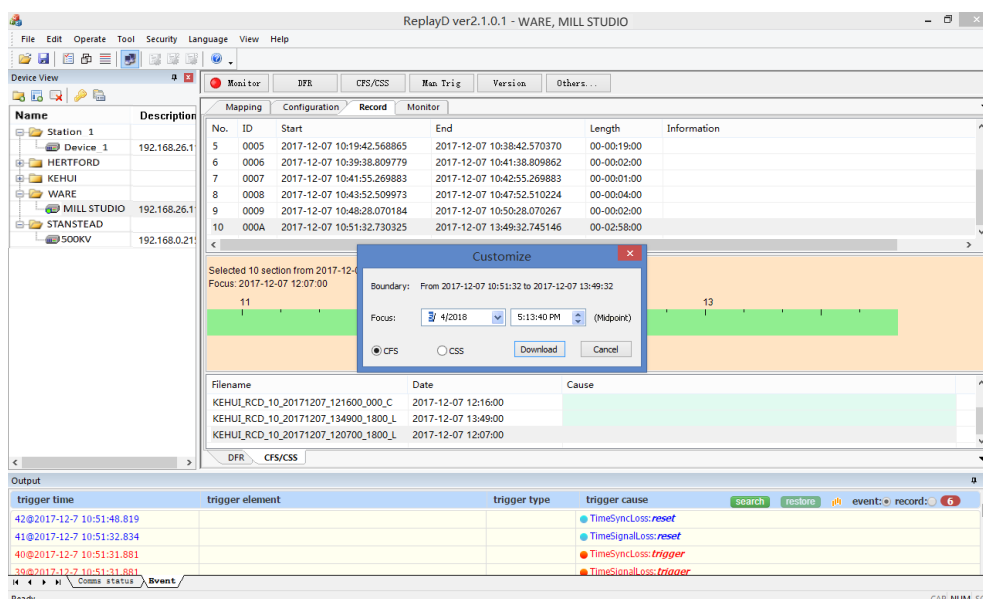 ReplayD ver2.1.0.1 - WARE, MILL STUDIO
File Edit Operate Tool Security Language View Help
Device View
Monitor DFR CFS/CSS Man Trig Version Others...
Mapping Configuration Record Monitor
Name Description
Station 1
Device 1 192.168.26.1
HERTFORD
KEHUI
WARE
MILL STUDIO 192.168.26.1
STANSTEAD
500KV 192.168.0.21
No. ID Start End Length Information
5 0005 2017-12-07 10:19:42.568865 2017-12-07 10:38:42.570370 00-00:19:00
6 0006 2017-12-07 10:39:38.809779 2017-12-07 10:41:38.809862 00-00:02:00
7 0007 2017-12-07 10:41:55.269883 2017-12-07 10:42:55.269883 00-00:01:00
8 0008 2017-12-07 10:43:52.509973 2017-12-07 10:47:52.510224 00-00:04:00
9 0009 2017-12-07 10:48:28.070184 2017-12-07 10:50:28.070267 00-00:02:00
10 000A 2017-12-07 10:51:32.730325 2017-12-07 13:49:32.745146 00-02:58:00
Selected 10 section from 2017-12-
Focus: 2017-12-07 12:07:00
11 13
Customize
Boundary: From 2017-12-07 10:51:32 to 2017-12-07 13:49:32
Focus: / 4/2018 5:13:40 PM (Midpoint)
CFS CSS Download Cancel
Filename Date Cause
KEHUI_RCD_10_20171207_121600_000_C 2017-12-07 12:16:00
KEHUI_RCD_10_20171207_134900_1800_L 2017-12-07 13:49:00
KEHUI_RCD_10_20171207_120700_1800_L 2017-12-07 12:07:00
DFR CFS/CSS
Output
trigger time trigger element trigger type trigger cause search restore event: record: 6
42@2017-12-7 10:51:48.819 TimeSyncLoss:reset
41@2017-12-7 10:51:32.834 TimeSignalLoss:reset
40@2017-12-7 10:51:31.881 TimeSyncLoss:trigger
39@2017-12-7 10:51:31.881 TimeSignalLoss:trigger
Comms status Event
Ready CAP NUM